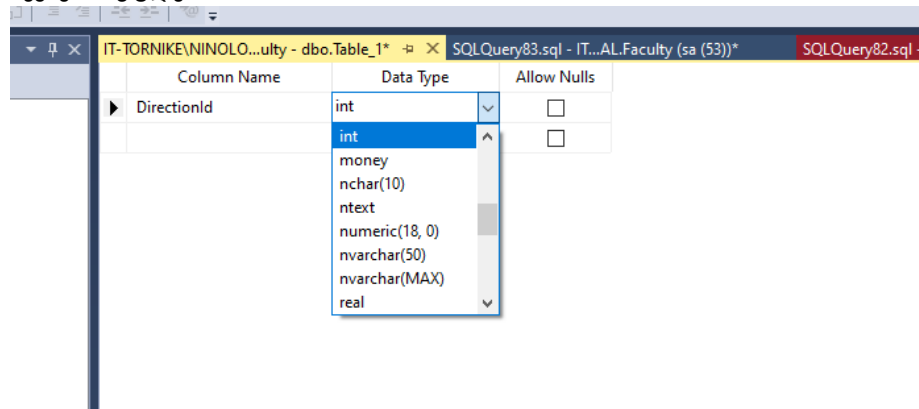 IT-TORNIKE\NINOLO...ulty - dbo.Table_1* SQLQuery83.sql - IT...AL.Faculty (sa (53))* SQLQuery82.sql -
Column Name Data Type Allow Nulls
DirectionId int
int
money
nchar(10)
ntext
numeric(18, 0)
nvarchar(50)
nvarchar(MAX)
real